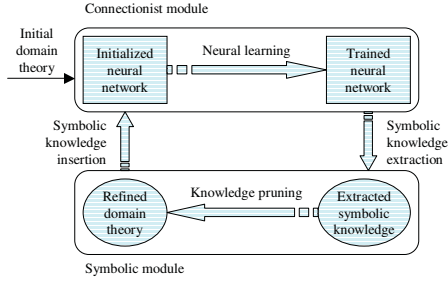 Connectionist module
Initial
domain
theory
Initialized
neural
network
Neural learning
Trained
neural
network
Symbolic
knowledge
insertion
Symbolic
knowledge
extraction
Refined
domain
theory
Knowledge pruning
Extracted
symbolic
knowledge
Symbolic module